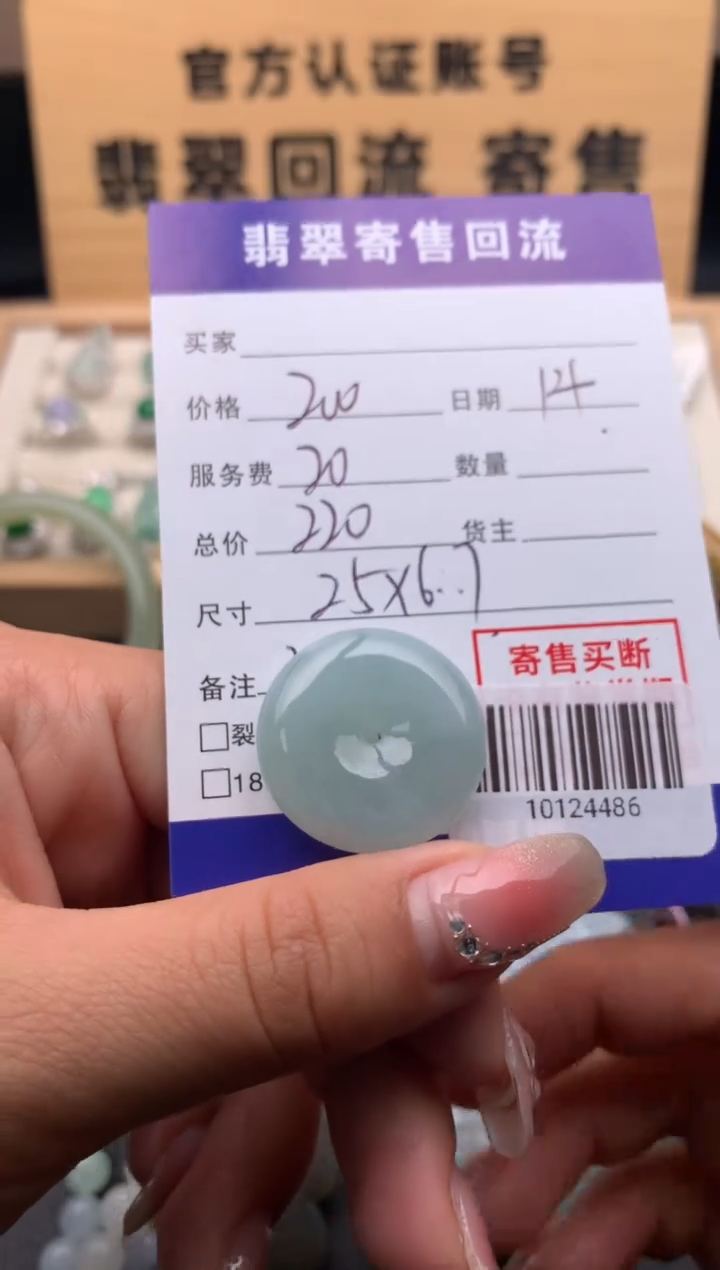 官方认证账号
翡翠回流 寄售
翡翠寄售回流
买家
价格 200 日期 14
服务费 20 数量
总价 220 货主
尺寸 25×6.7
备注
寄售买断
裂
18
10124486